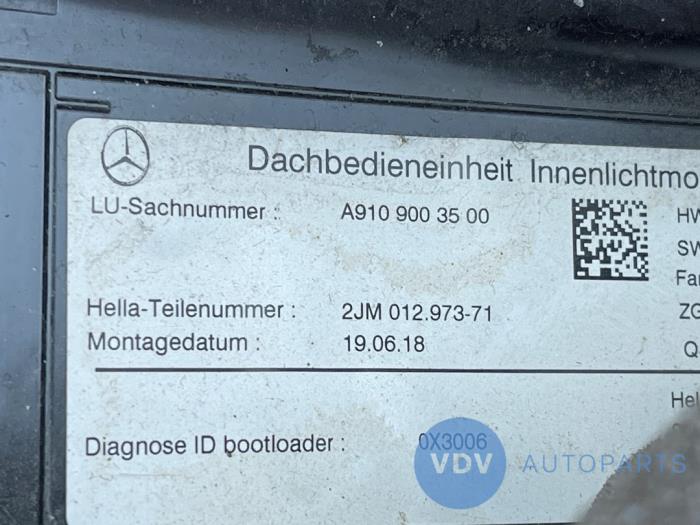 Dachbedieneinheit Innenlichtmo
LU-Sachnummer : A910 900 35 00
HW
SW
Fa
Hella-Teilenummer : 2JM 012.973-71
ZG
Montagedatum : 19.06.18
Q
Hel
Diagnose ID bootloader : 0X3006
VDV AUTOPARTS